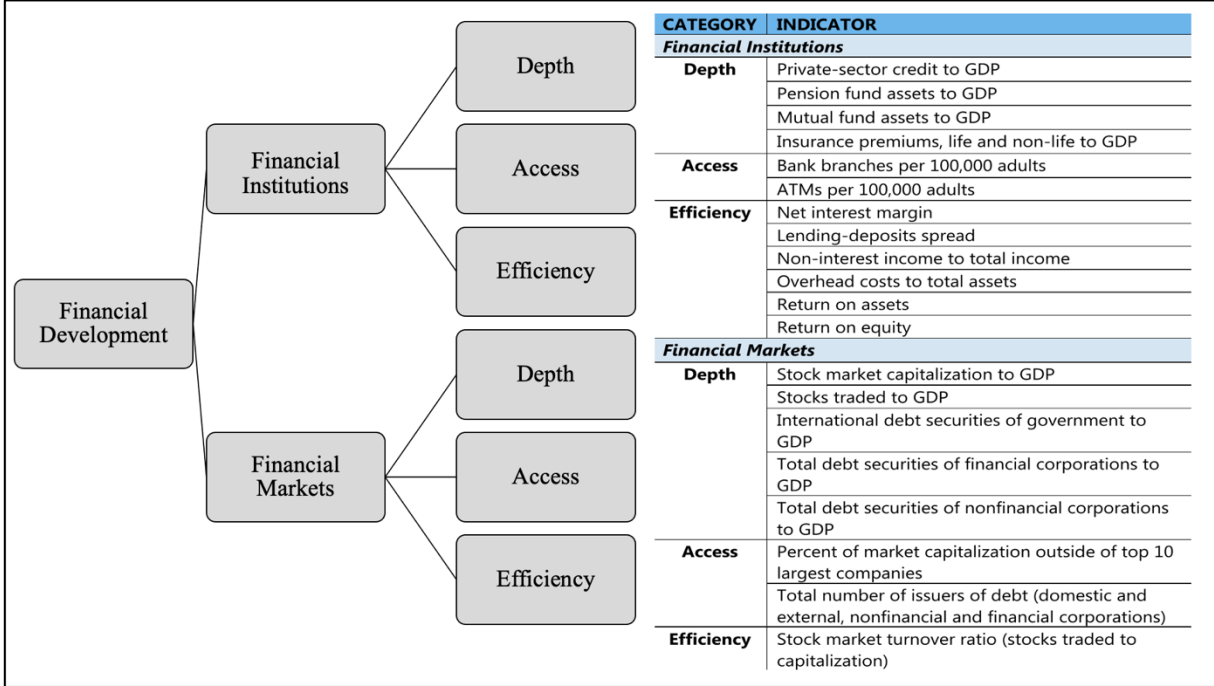 Financial
Development
Financial
Institutions
Financial
Markets
Depth
Access
Efficiency
Depth
Access
Efficiency
CATEGORY INDICATOR
Financial Institutions
Depth Private-sector credit to GDP
Pension fund assets to GDP
Mutual fund assets to GDP
Insurance premiums, life and non-life to GDP
Access Bank branches per 100,000 adults
ATMs per 100,000 adults
Efficiency Net interest margin
Lending-deposits spread
Non-interest income to total income
Overhead costs to total assets
Return on assets
Return on equity
Financial Markets
Depth Stock market capitalization to GDP
Stocks traded to GDP
International debt securities of government to
GDP
Total debt securities of financial corporations to
GDP
Total debt securities of nonfinancial corporations
to GDP
Access Percent of market capitalization outside of top 10
largest companies
Total number of issuers of debt (domestic and
external, nonfinancial and financial corporations)
Efficiency Stock market turnover ratio (stocks traded to
capitalization)